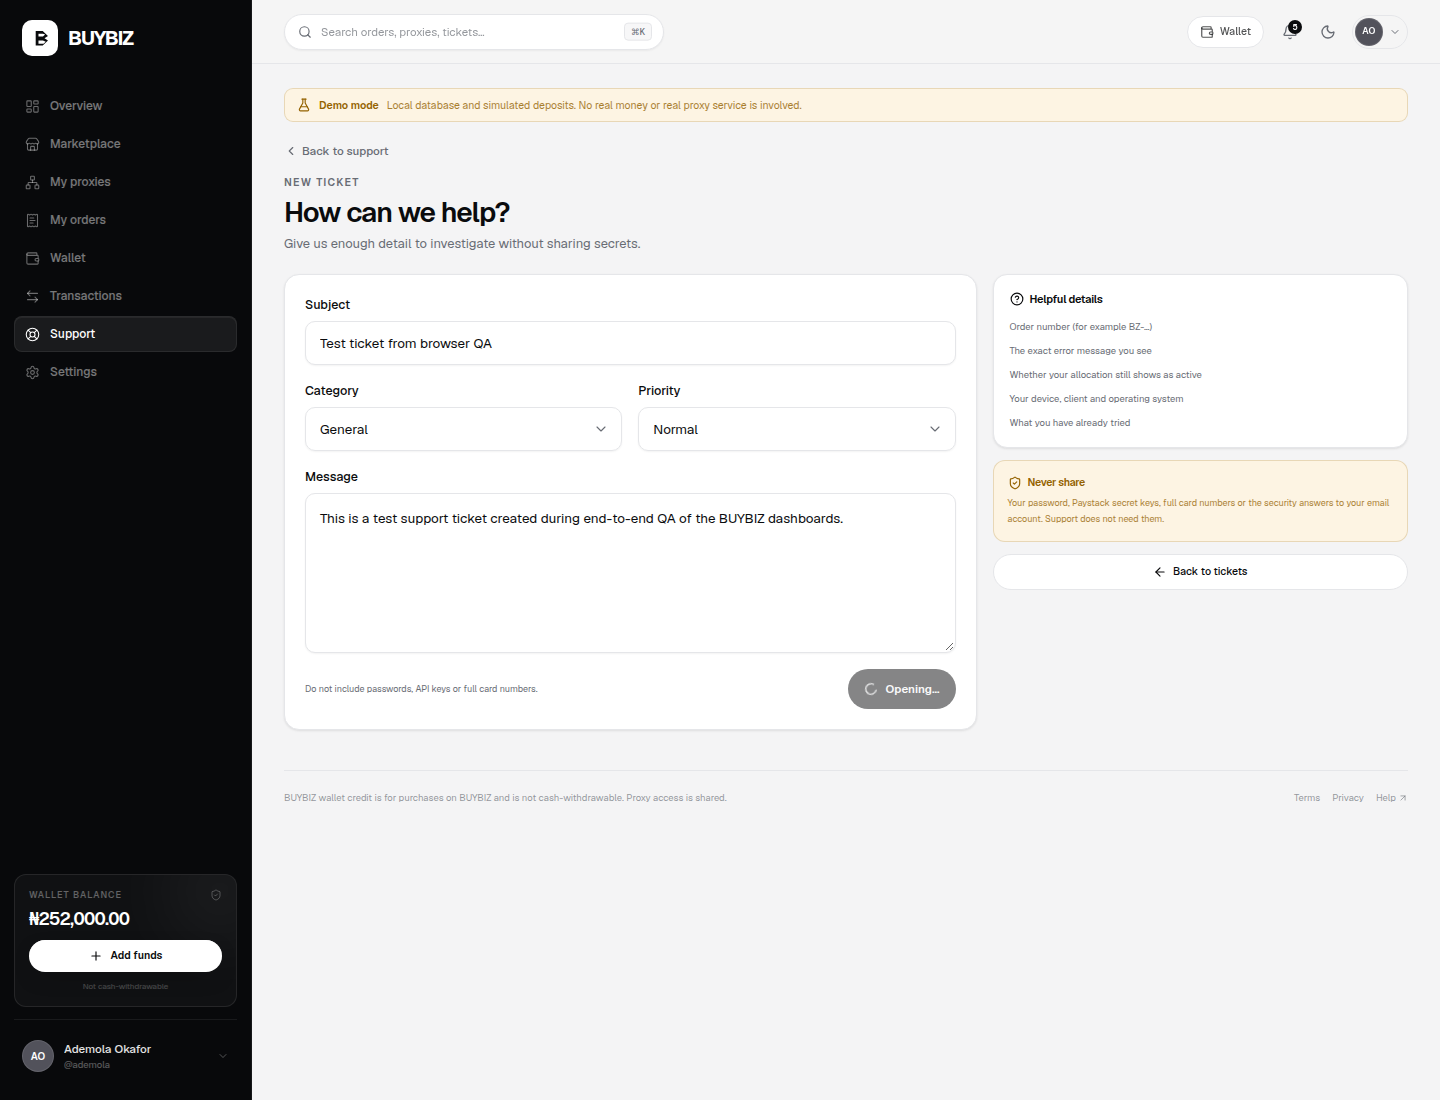 BUYBIZ
Overview
Marketplace
My proxies
My orders
Wallet
Transactions
Support
Settings
WALLET BALANCE
₦252,000.00
Add funds
Not cash-withdrawable
AO
Ademola Okafor
@ademola
Search orders, proxies, tickets...
⌘K
Wallet
5
AO
Demo mode Local database and simulated deposits. No real money or real proxy service is involved.
Back to support
NEW TICKET
How can we help?
Give us enough detail to investigate without sharing secrets.
Subject
Test ticket from browser QA
Category
Priority
General
Normal
Message
This is a test support ticket created during end-to-end QA of the BUYBIZ dashboards.
Do not include passwords, API keys or full card numbers.
Opening...
Helpful details
Order number (for example BZ-...)
The exact error message you see
Whether your allocation still shows as active
Your device, client and operating system
What you have already tried
Never share
Your password, Paystack secret keys, full card numbers or the security answers to your email
account. Support does not need them.
Back to tickets
BUYBIZ wallet credit is for purchases on BUYBIZ and is not cash-withdrawable. Proxy access is shared.
Terms Privacy Help